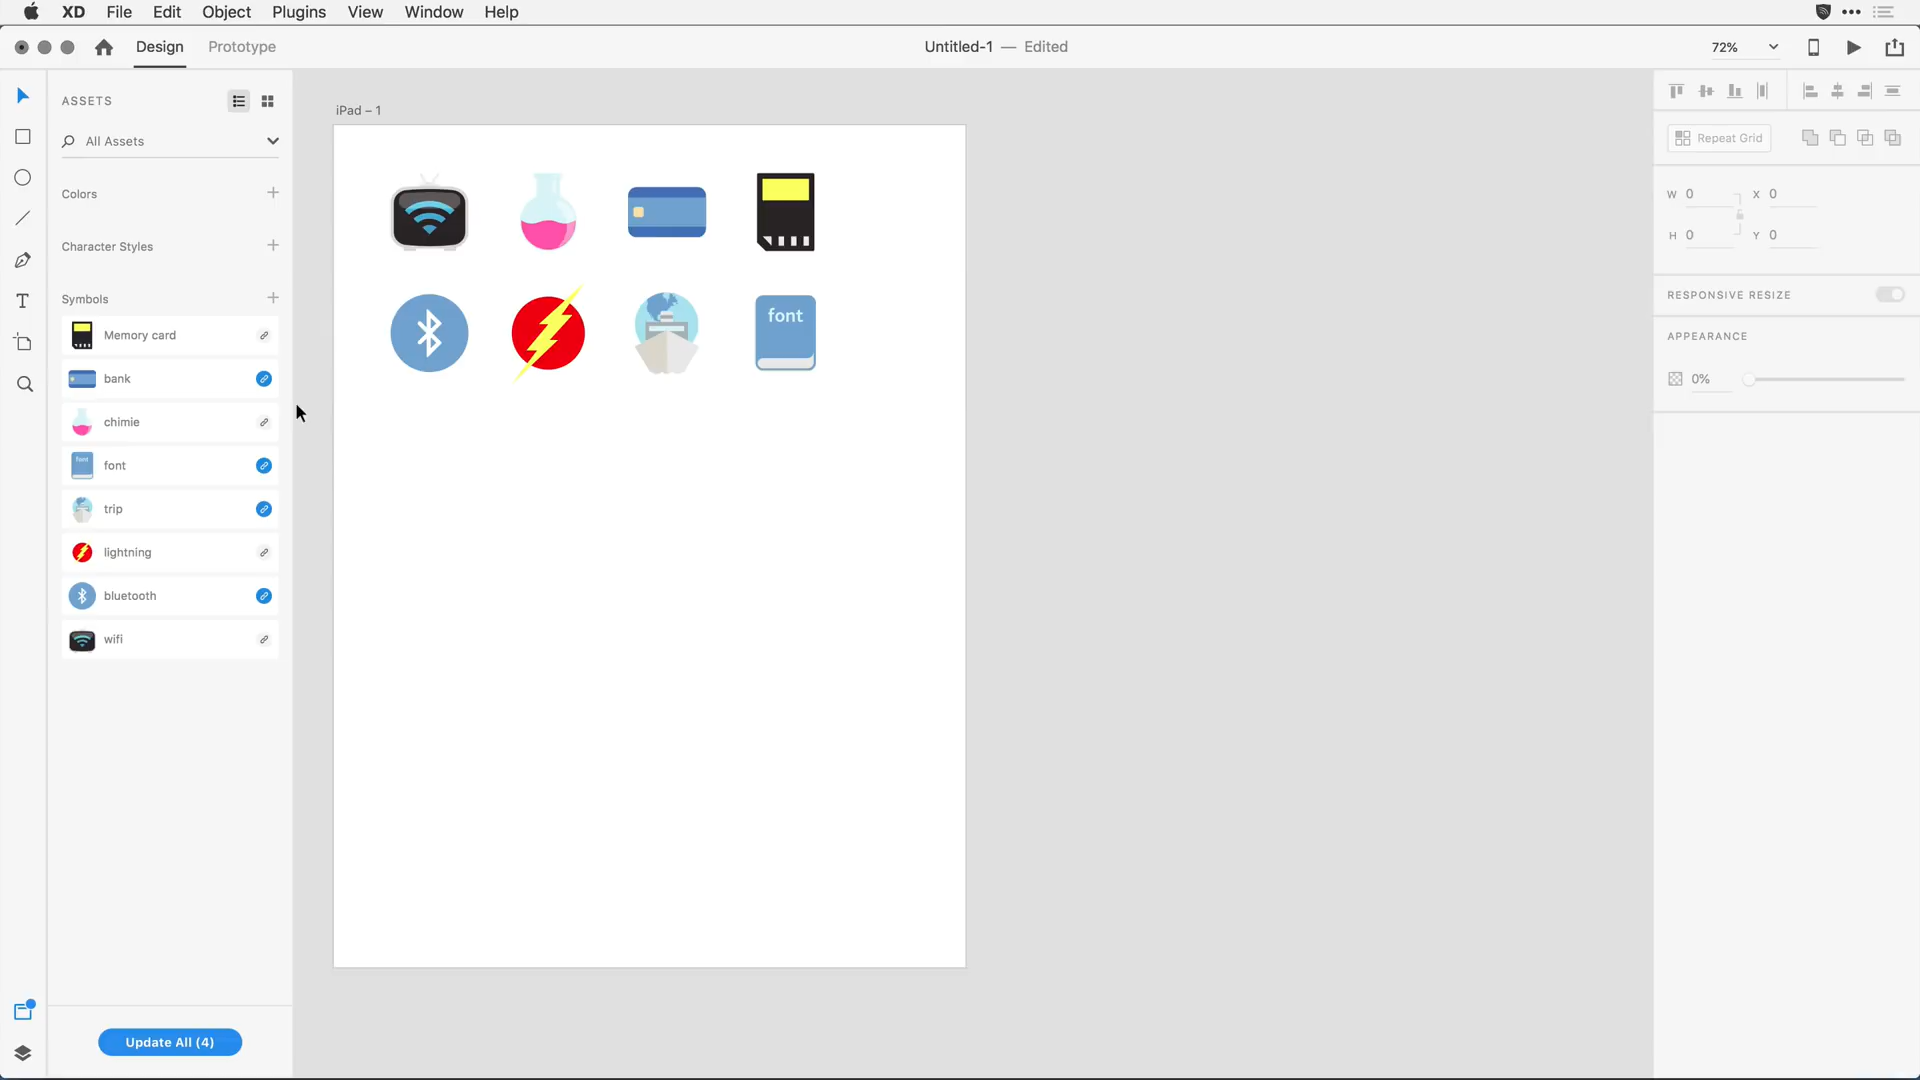 XD File Edit Object Plugins View Window Help
Design Prototype Untitled-1 — Edited 72%
ASSETS
All Assets
Colors
Character Styles
Symbols
Memory card
bank
chimie
font
font
trip
lightning
bluetooth
wifi
Update All (4)
iPad – 1
font
Repeat Grid
W 0 X 0
H 0 Y 0
RESPONSIVE RESIZE
APPEARANCE
0%